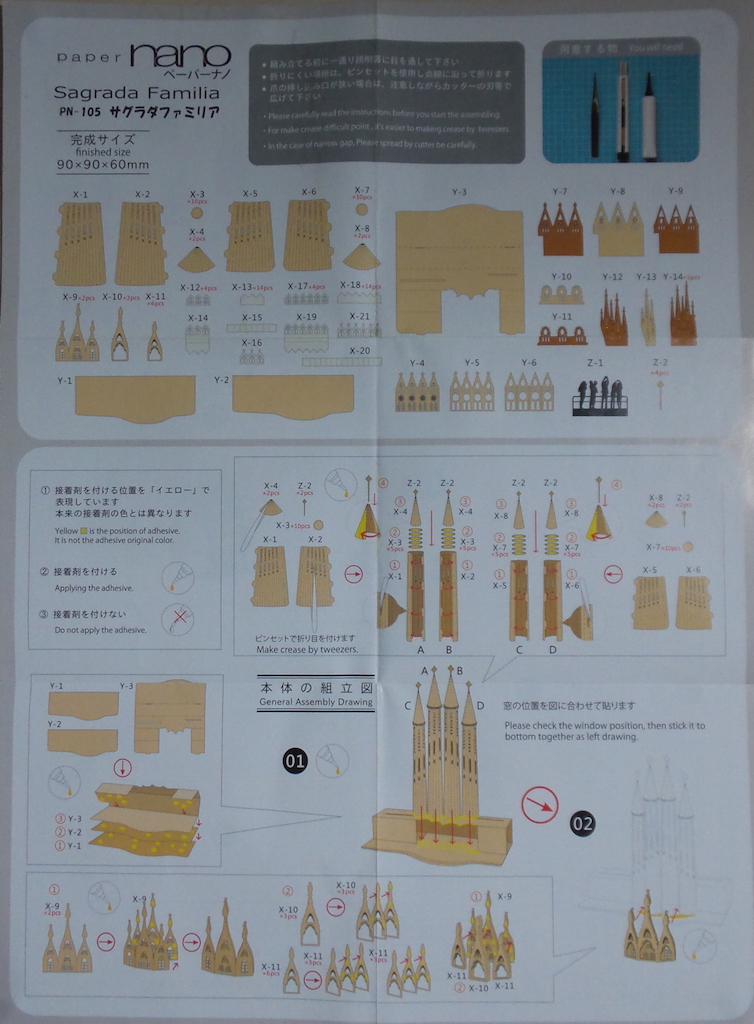 paper nano
ペーパーナノ
Sagrada Familia
PN-105 サグラダファミリア
完成サイズ
finished size
90×90×60mm
● 組み立てる前に一通り説明書に目を通して下さい
● 折りにくい場所は、ピンセットを使用し点線に沿って折ります
● 爪の挿し込み口が狭い場合は、注意しながらカッターの刃等で
広げて下さい
・Please carefully read the instructions before you start the assembling.
・For make crease difficult point, it's easier to making crease by tweezers.
・In the case of narrow gap, Please spread by cutter be carefully.
用意する物 You will need
X-1
X-2
X-3
×10pcs
X-4
×2pcs
X-5
X-6
X-7
×10pcs
X-8
×2pcs
Y-3
Y-7
Y-8
Y-9
X-9×2pcs
X-10×3pcs
X-11
×6pcs
X-12×4pcs
X-13×14pcs
X-17×4pcs
X-18×14pcs
X-14
X-15
X-19
X-21
X-16
X-20
Y-10
Y-11
Y-12
Y-13
Y-14
Y-1
Y-2
Y-4
Y-5
Y-6
Z-1
Z-2
×4pcs
① 接着剤を付ける位置を「イエロー」で
表現しています
本来の接着剤の色とは異なります
Yellow is the position of adhesive.
It is not the adhesive original color.
② 接着剤を付ける
Applying the adhesive.
③ 接着剤を付けない
Do not apply the adhesive.
X-4
×2pcs
Z-2
×2pcs
X-3×10pcs
X-1
X-2
ピンセットで折り目を付けます
Make crease by tweezers.
④
Z-2
Z-2
③
X-4
③
X-4
②
X-3
×5pcs
②
X-3
×5pcs
①
X-1
①
X-2
A
B
Z-2
Z-2
③
X-8
③
X-8
②
X-7
×5pcs
②
X-7
×5pcs
①
X-5
①
X-6
C
D
④
X-8
×2pcs
Z-2
×2pcs
X-7×10pcs
X-5
X-6
Y-1
Y-3
Y-2
③ Y-3
② Y-2
① Y-1
本体の組立図
General Assembly Drawing
01
A
B
C
D
窓の位置を図に合わせて貼ります
Please check the window position, then stick it to
bottom together as left drawing.
02
①
X-9
×2pcs
X-9
②
X-10
×3pcs
X-10
×3pcs
X-11
×6pcs
X-11
×3pcs
X-11
×3pcs
①
X-9
X-11
② X-10
X-11